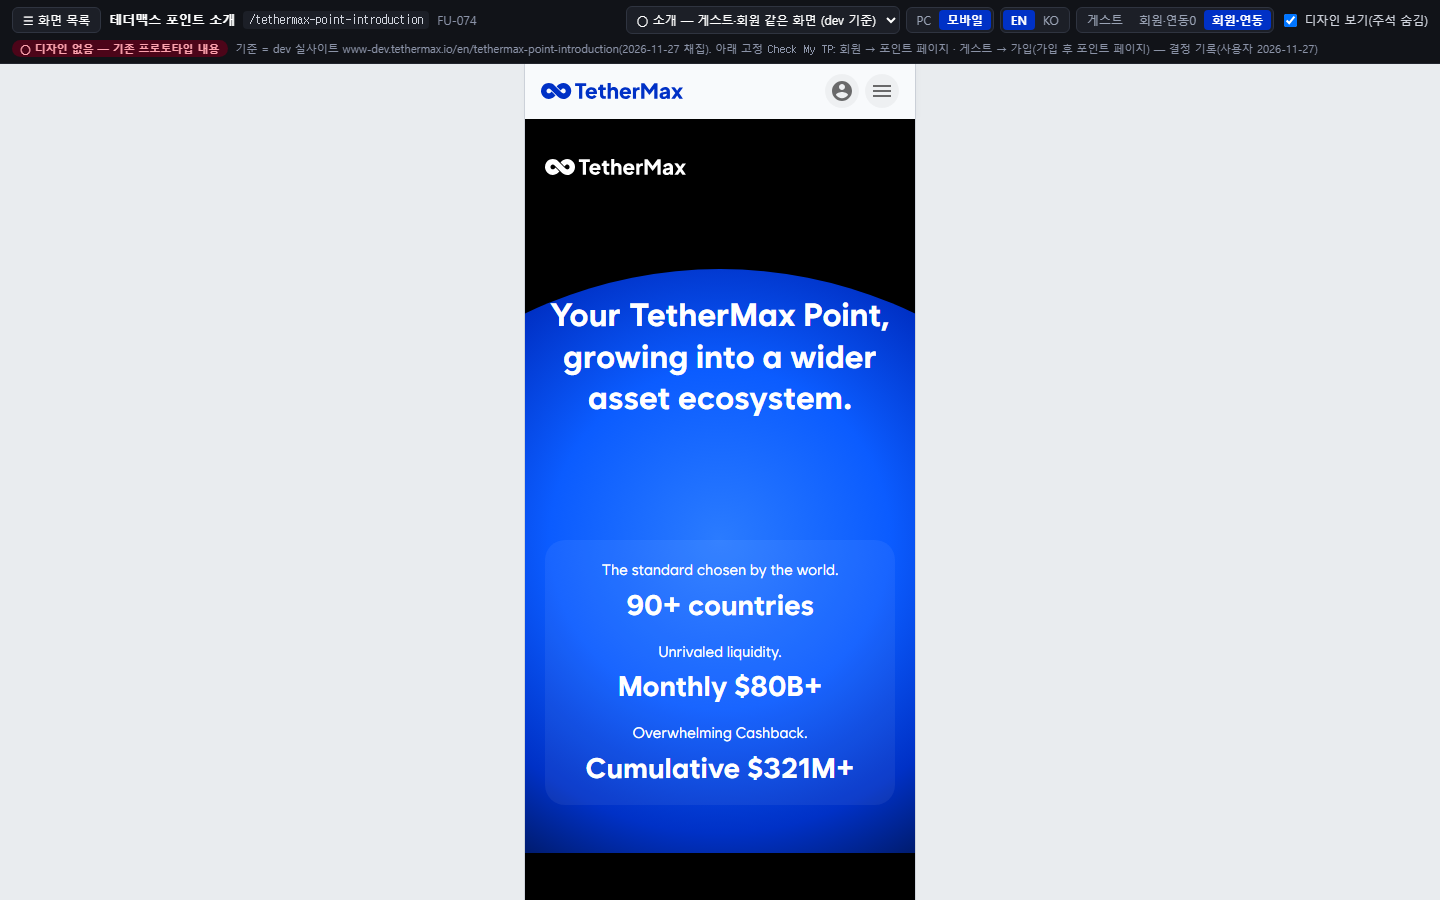 ☰ 화면 목록 테더맥스 포인트 소개 /tethermax-point-introduction FU-074 ○ 소개 — 게스트·회원 같은 화면 (dev 기준) PC 모바일 EN KO 게스트 회원·연동0 회원·연동 디자인 보기(주석 숨김)
○ 디자인 없음 — 기존 프로토타입 내용 기준 = dev 실사이트 www-dev.tethermax.io/en/tethermax-point-introduction(2026-11-27 채집). 아래 고정 Check My TP: 회원 → 포인트 페이지 · 게스트 → 가입(가입 후 포인트 페이지) — 결정 기록(사용자 2026-11-27)
TetherMax
TetherMax
Your TetherMax Point,
growing into a wider
asset ecosystem.
The standard chosen by the world.
90+ countries
Unrivaled liquidity.
Monthly $80B+
Overwhelming Cashback.
Cumulative $321M+